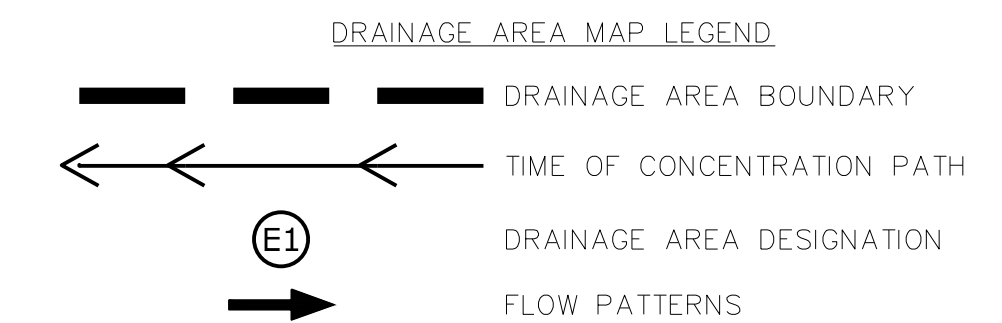 DRAINAGE AREA MAP LEGEND
DRAINAGE AREA BOUNDARY
TIME OF CONCENTRATION PATH
E1 DRAINAGE AREA DESIGNATION
FLOW PATTERNS